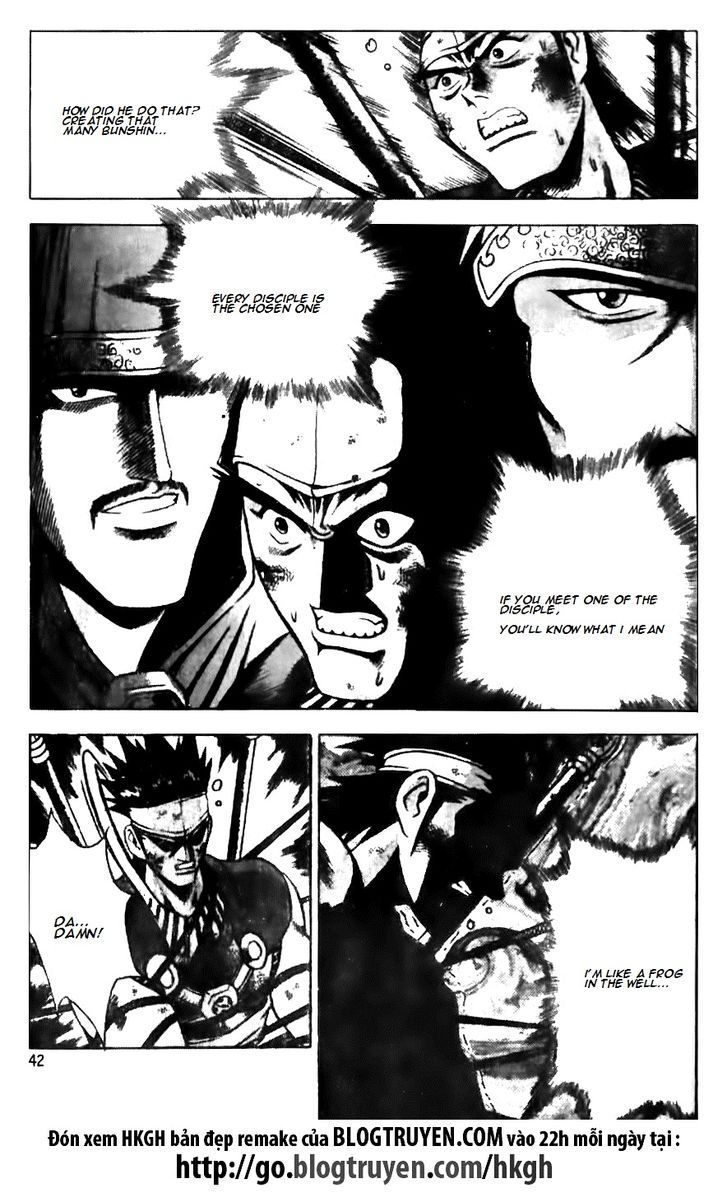 HOW DID HE DO THAT?
CREATING THAT
MANY BUNSHIN...
EVERY DISCIPLE IS
THE CHOSEN ONE
IF YOU MEET ONE OF THE
DISCIPLE,
YOU'LL KNOW WHAT I MEAN
DA...
DAMN!
I'M LIKE A FROG
IN THE WELL...
42
Đón xem HKGH bản đẹp remake của BLOGTRUYEN.COM vào 22h mỗi ngày tại :
http://go.blogtruyen.com/hkgh